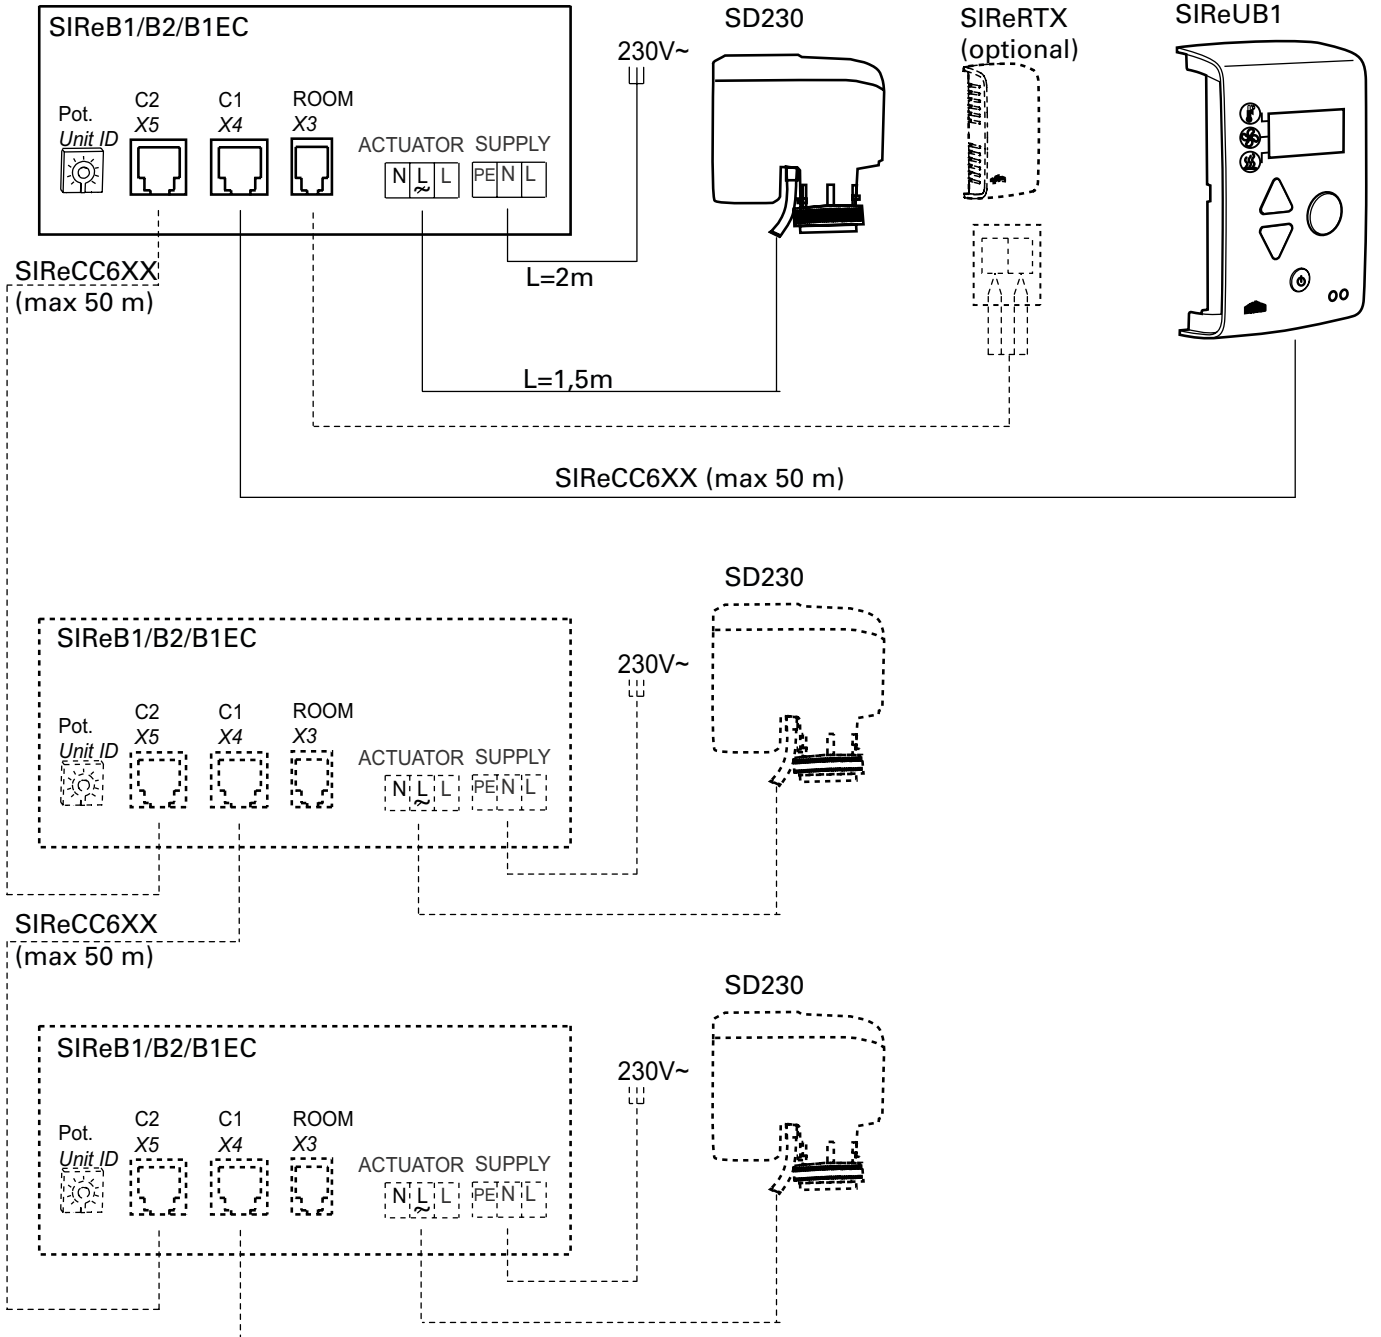 SIReB1/B2/B1EC
SD230
SIReRTX
(optional)
SIReUB1
230V~
Pot.
Unit ID
C2
X5
C1
X4
ROOM
X3
ACTUATOR SUPPLY
N L L PE N L
~
L=2m
SIReCC6XX
(max 50 m)
L=1,5m
SIReCC6XX (max 50 m)
SD230
SIReB1/B2/B1EC
230V~
Pot.
Unit ID
C2
X5
C1
X4
ROOM
X3
ACTUATOR SUPPLY
N L L PE N L
~
SIReCC6XX
(max 50 m)
SD230
SIReB1/B2/B1EC
230V~
Pot.
Unit ID
C2
X5
C1
X4
ROOM
X3
ACTUATOR SUPPLY
N L L PE N L
~